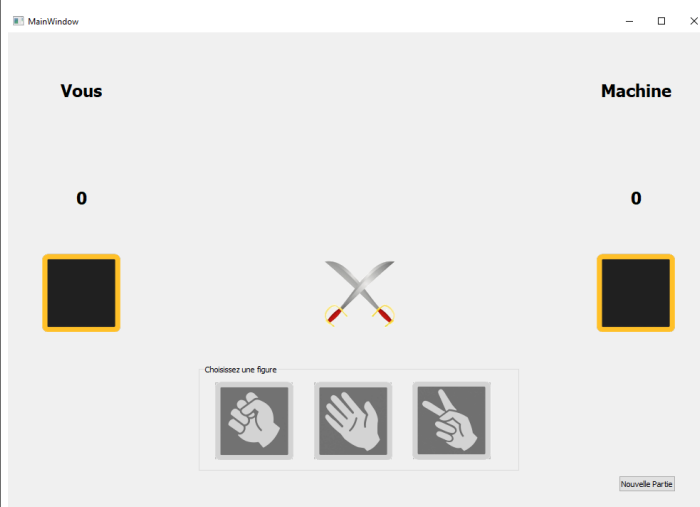 MainWindow
Vous
Machine
0
0
Choisissez une figure
Nouvelle Partie